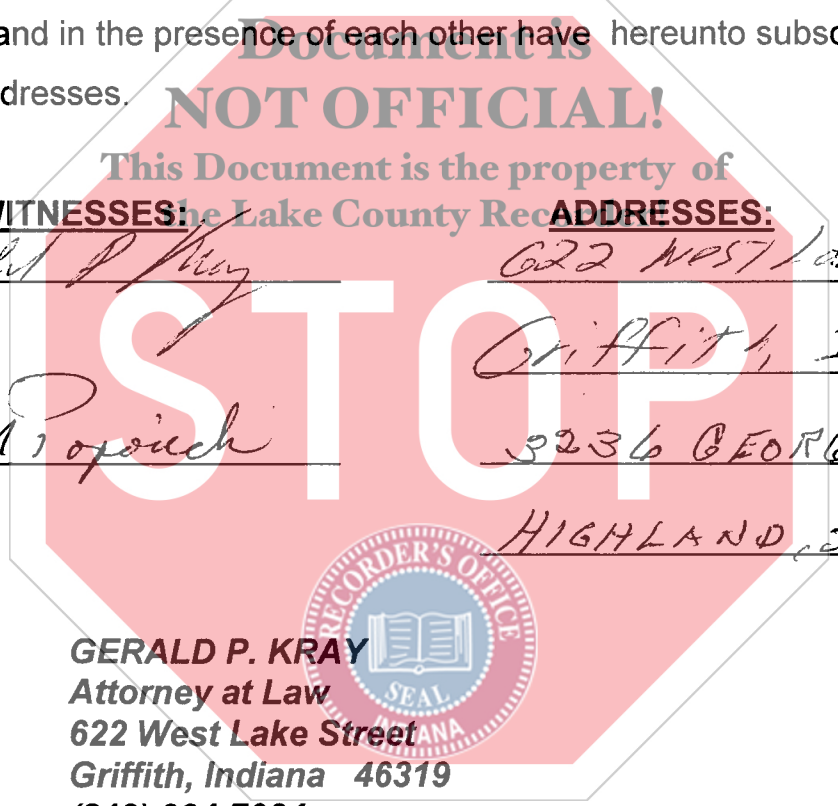 and in the presence of each other have hereunto subsc
dresses.
Document is
NOT OFFICIAL!
This Document is the property of
the Lake County Recorder!
WITNESSES: ADDRESSES:
P Kray 622 West La
Griffith,
Popovich 3236 GEORG
HIGHLAND,
STOP
RECORDER'S OFFICE
SEAL
INDIANA
GERALD P. KRAY
Attorney at Law
622 West Lake Street
Griffith, Indiana 46319